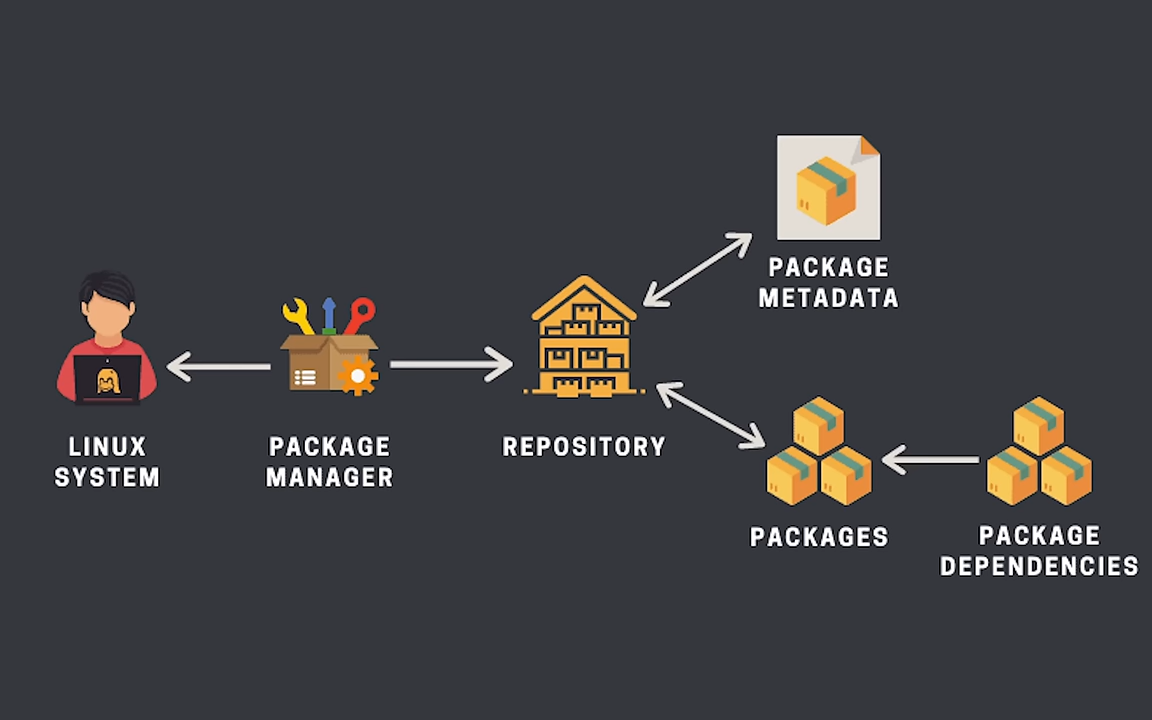 PACKAGE
METADATA
LINUX
SYSTEM
PACKAGE
MANAGER
REPOSITORY
PACKAGES
PACKAGE
DEPENDENCIES